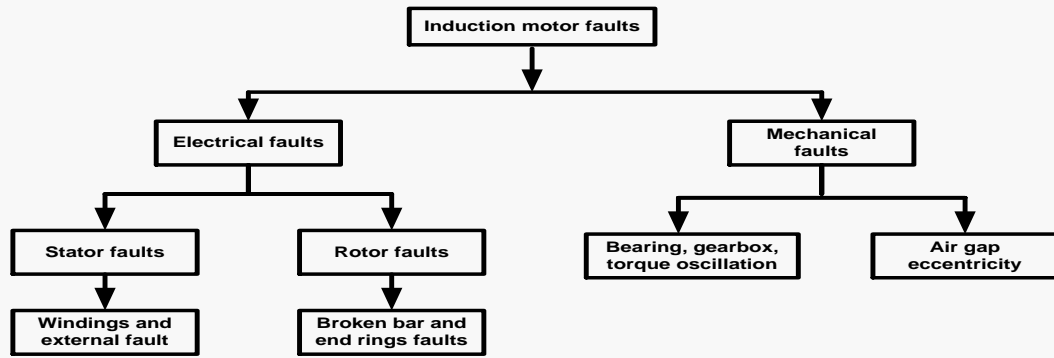 Induction motor faults
Electrical faults
Mechanical
faults
Stator faults
Rotor faults
Bearing, gearbox,
torque oscillation
Air gap
eccentricity
Windings and
external fault
Broken bar and
end rings faults